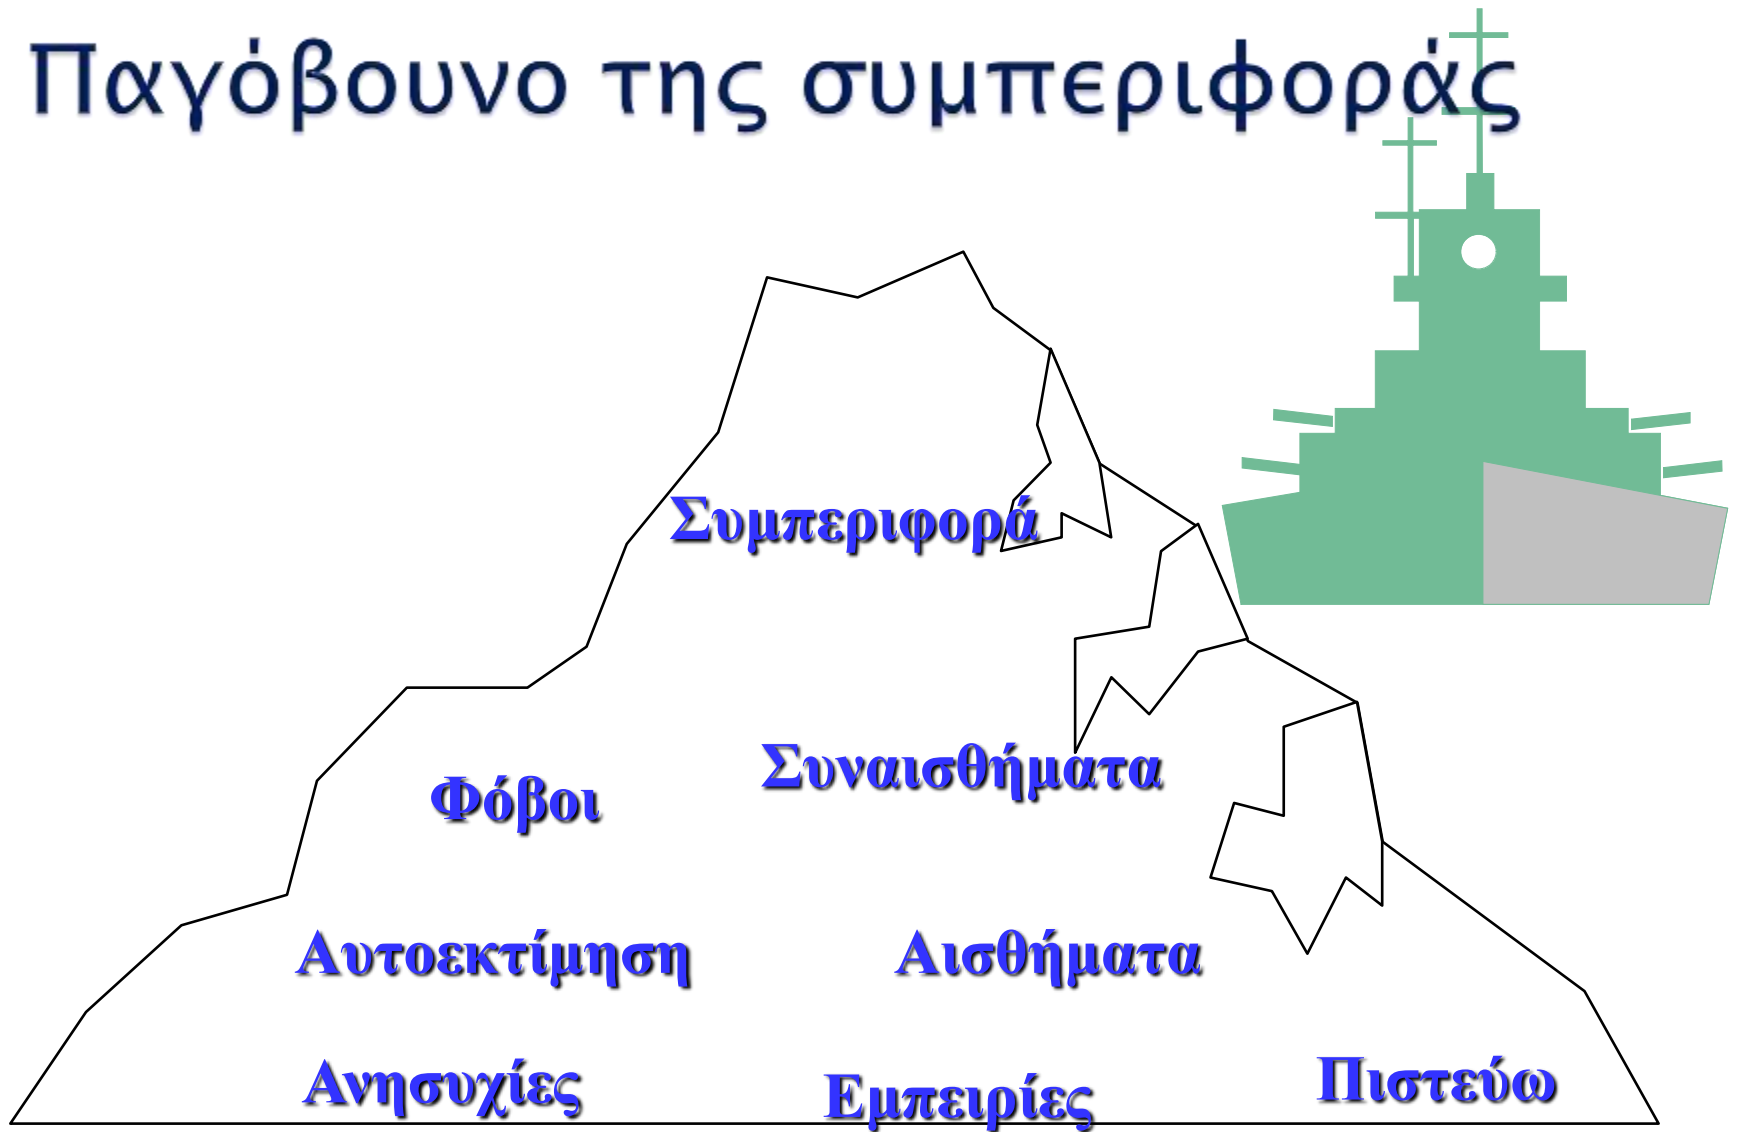 Παγόβουνο της συμπεριφοράς
Συμπεριφορά
Συναισθήματα
Φόβοι
Αυτοεκτίμηση
Αισθήματα
Ανησυχίες
Εμπειρίες
Πιστεύω